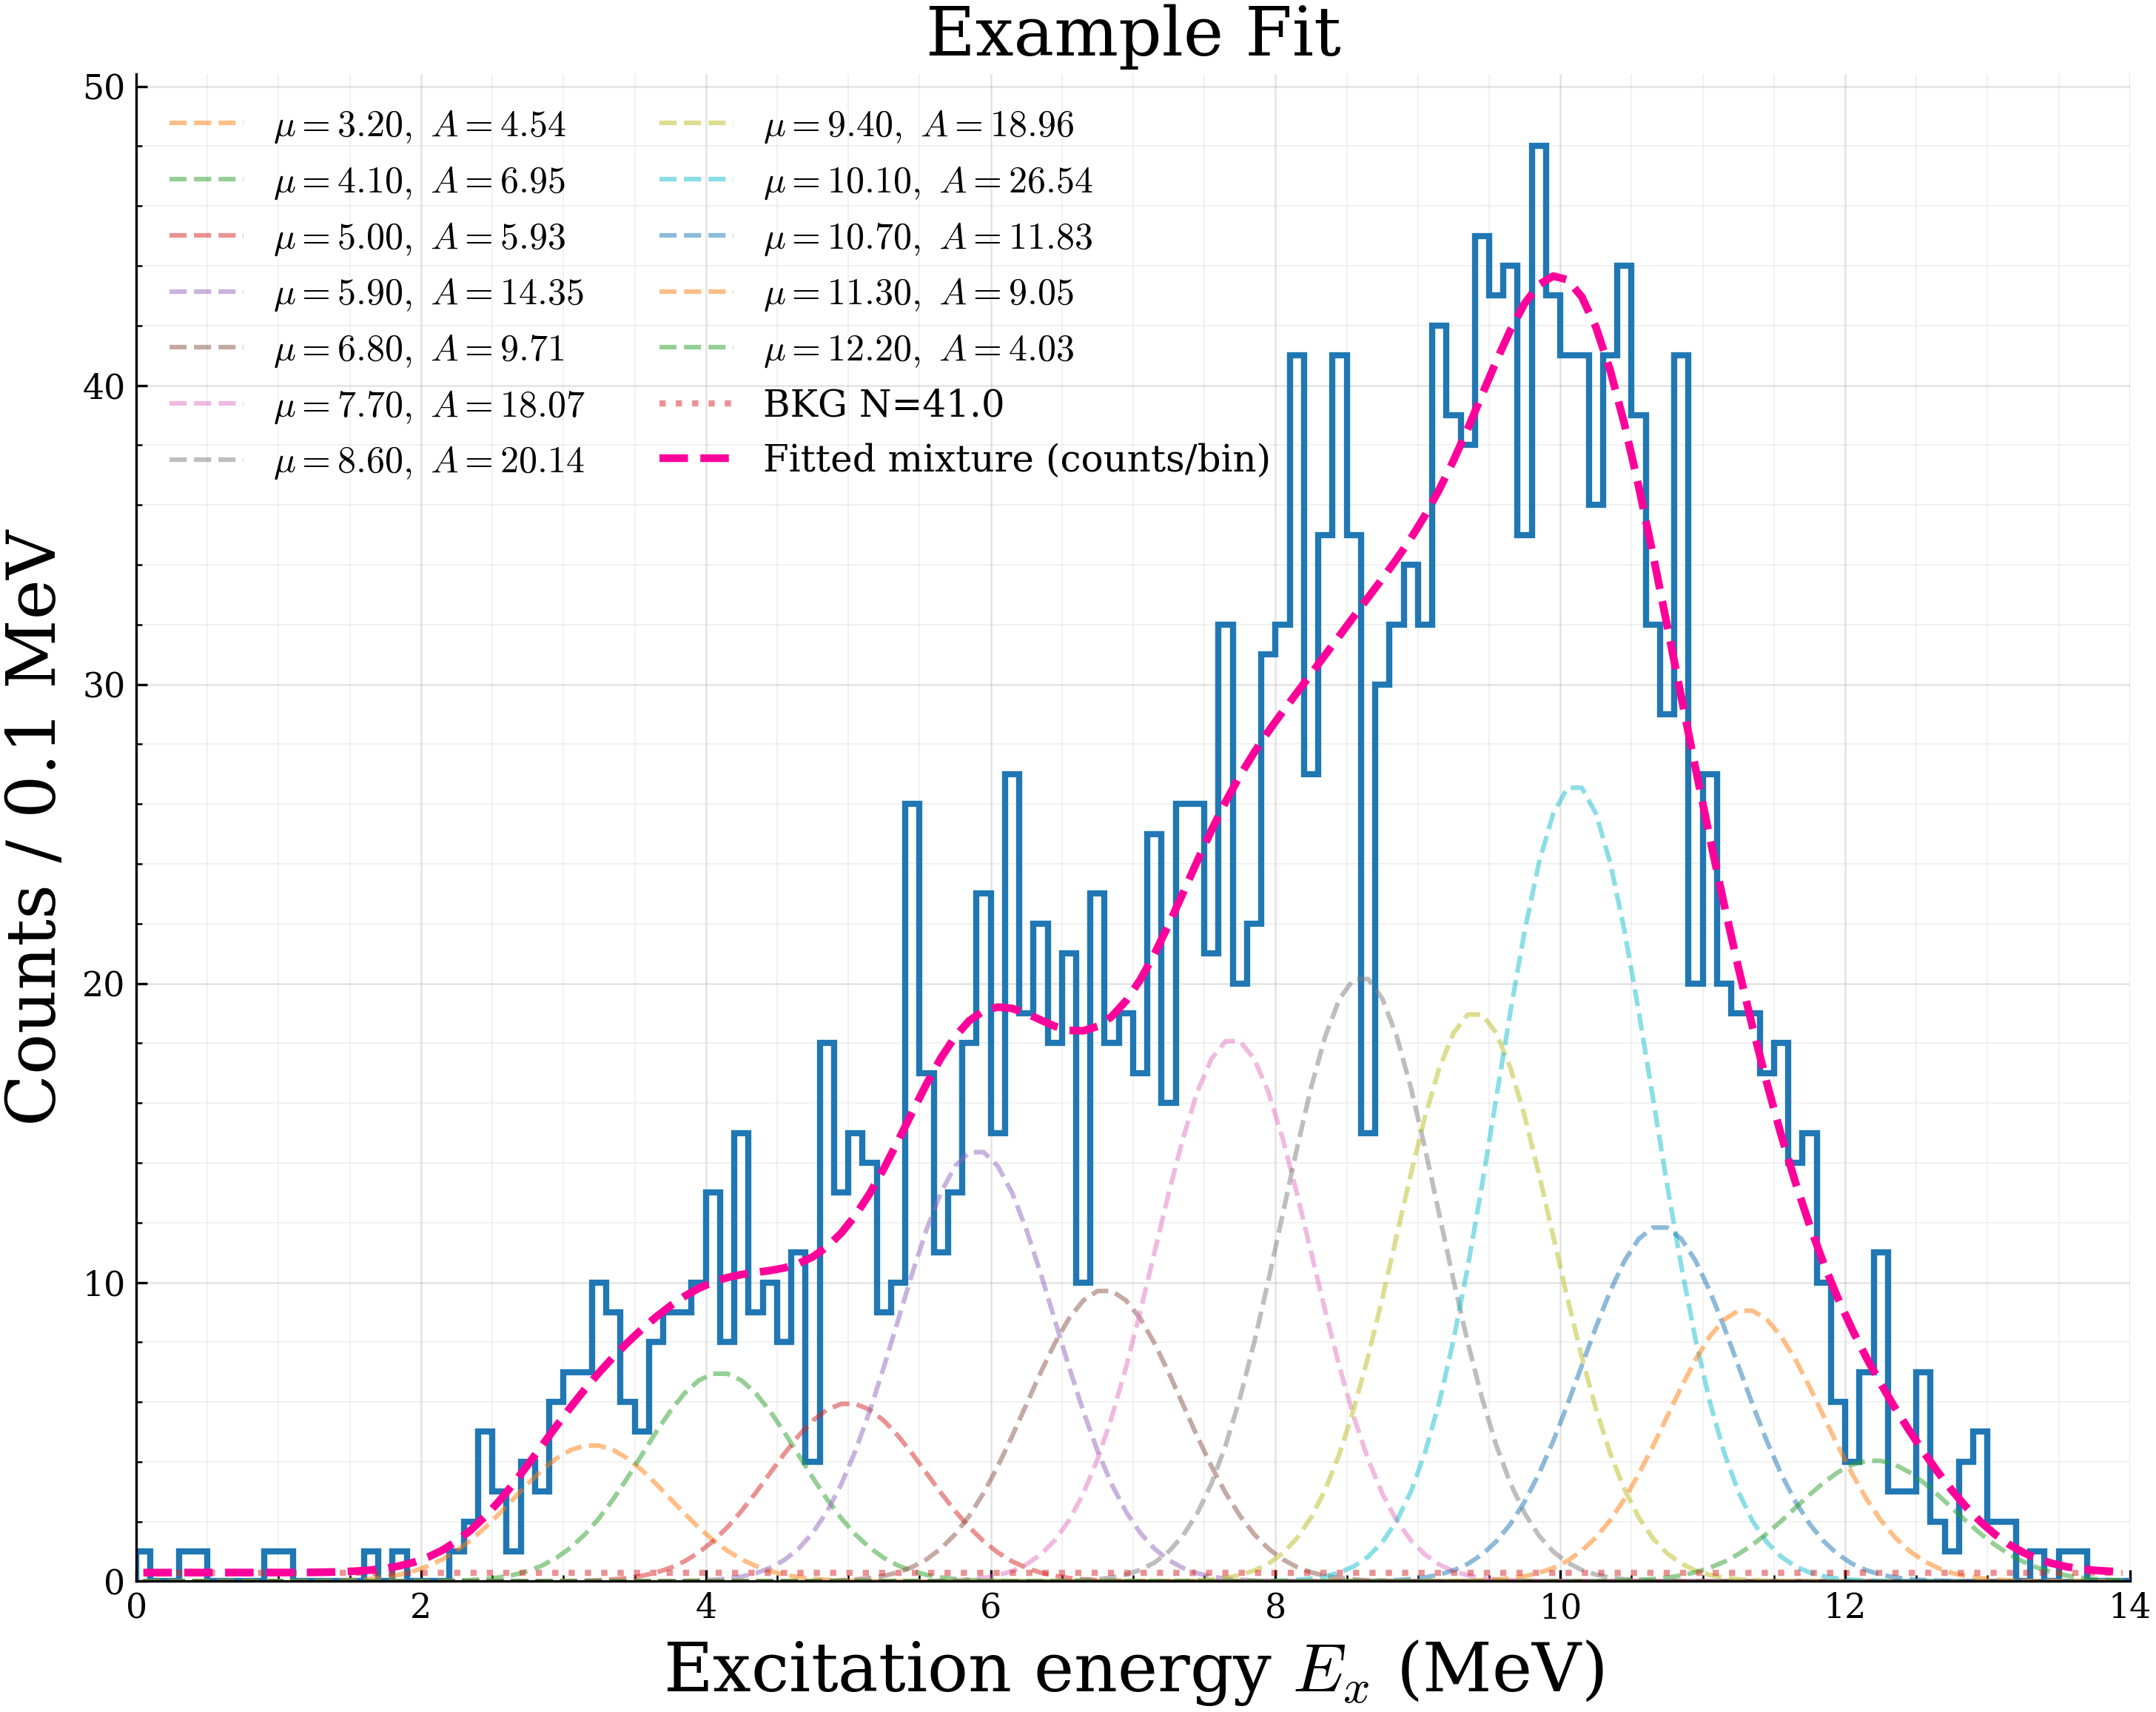 Example Fit
50
40
30
20
10
0
Counts / 0.1 MeV
μ = 3.20, A = 4.54
μ = 4.10, A = 6.95
μ = 5.00, A = 5.93
μ = 5.90, A = 14.35
μ = 6.80, A = 9.71
μ = 7.70, A = 18.07
μ = 8.60, A = 20.14
μ = 9.40, A = 18.96
μ = 10.10, A = 26.54
μ = 10.70, A = 11.83
μ = 11.30, A = 9.05
μ = 12.20, A = 4.03
BKG N=41.0
Fitted mixture (counts/bin)
0 2 4 6 8 10 12 14
Excitation energy Eₓ (MeV)